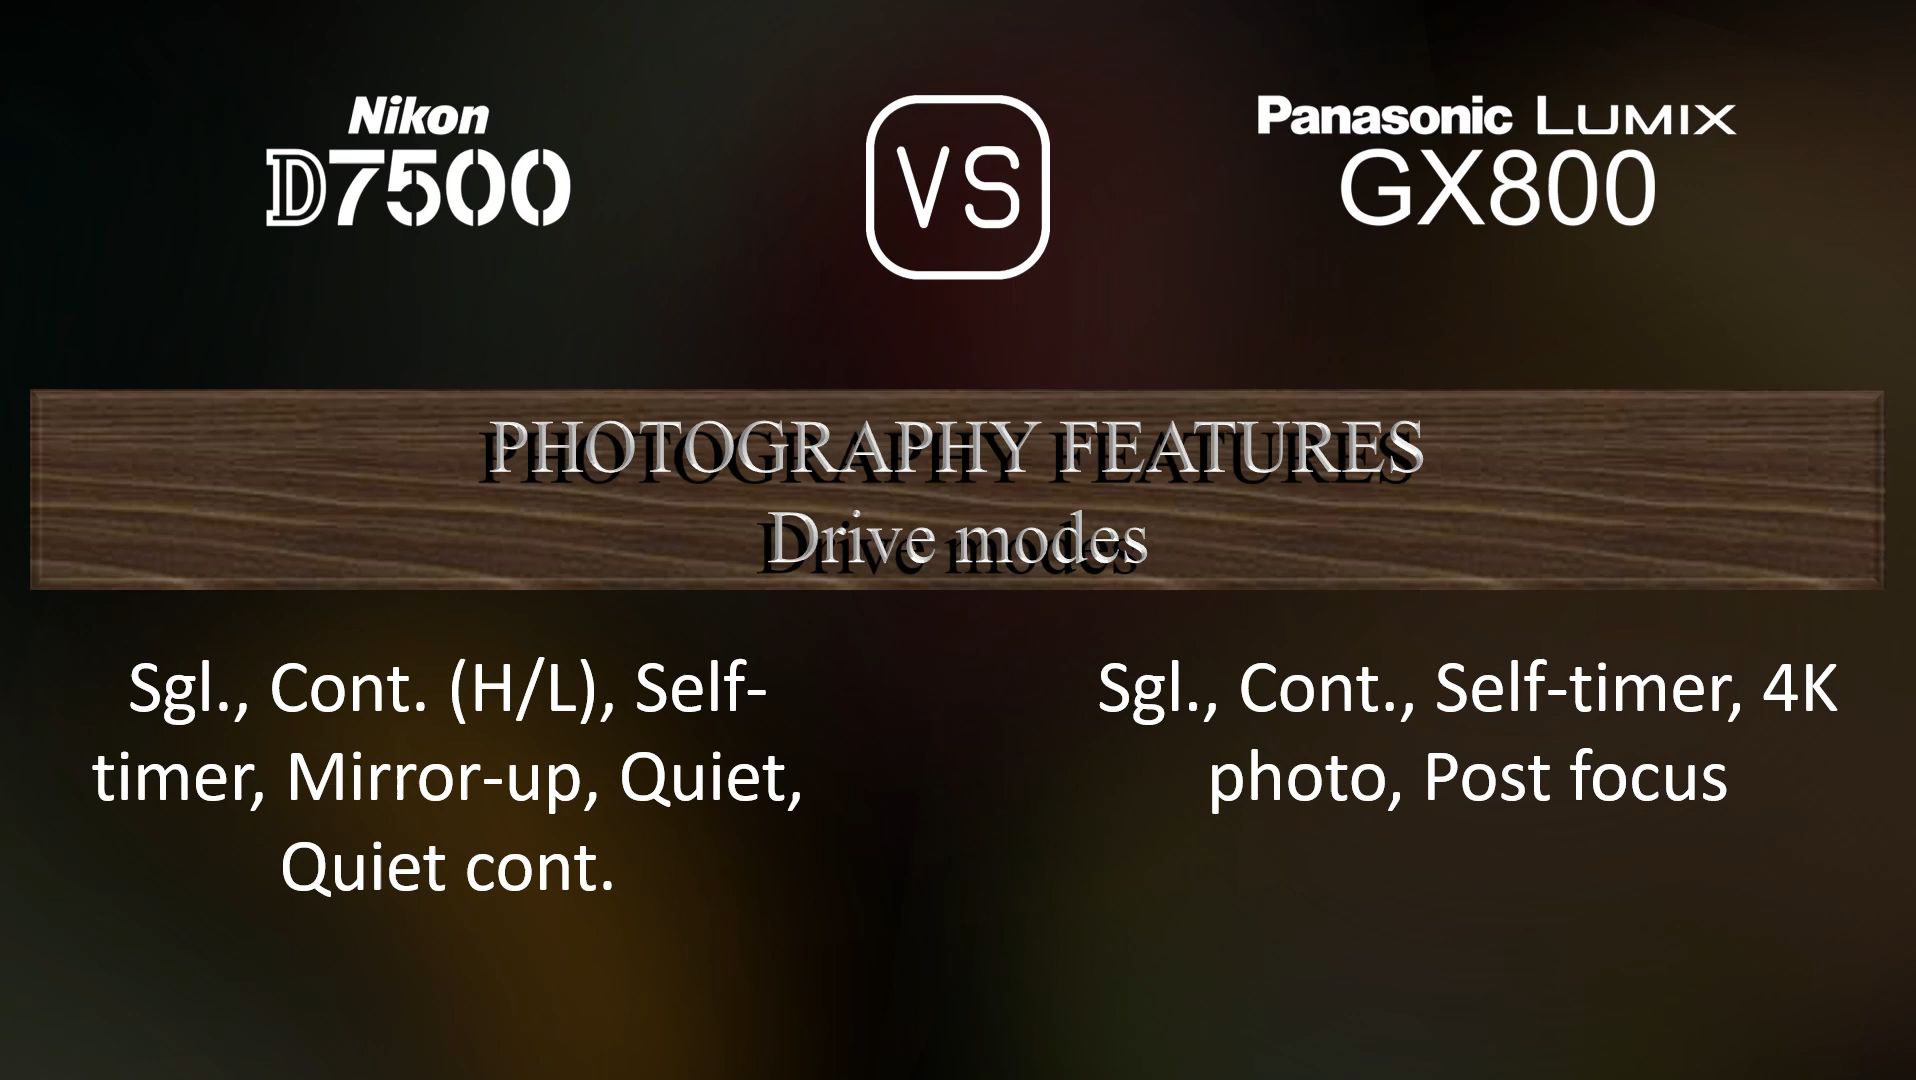 Nikon
D7500
VS
Panasonic LUMIX
GX800
PHOTOGRAPHY FEATURES
Drive modes
Sgl., Cont. (H/L), Self-
timer, Mirror-up, Quiet,
Quiet cont.
Sgl., Cont., Self-timer, 4K
photo, Post focus